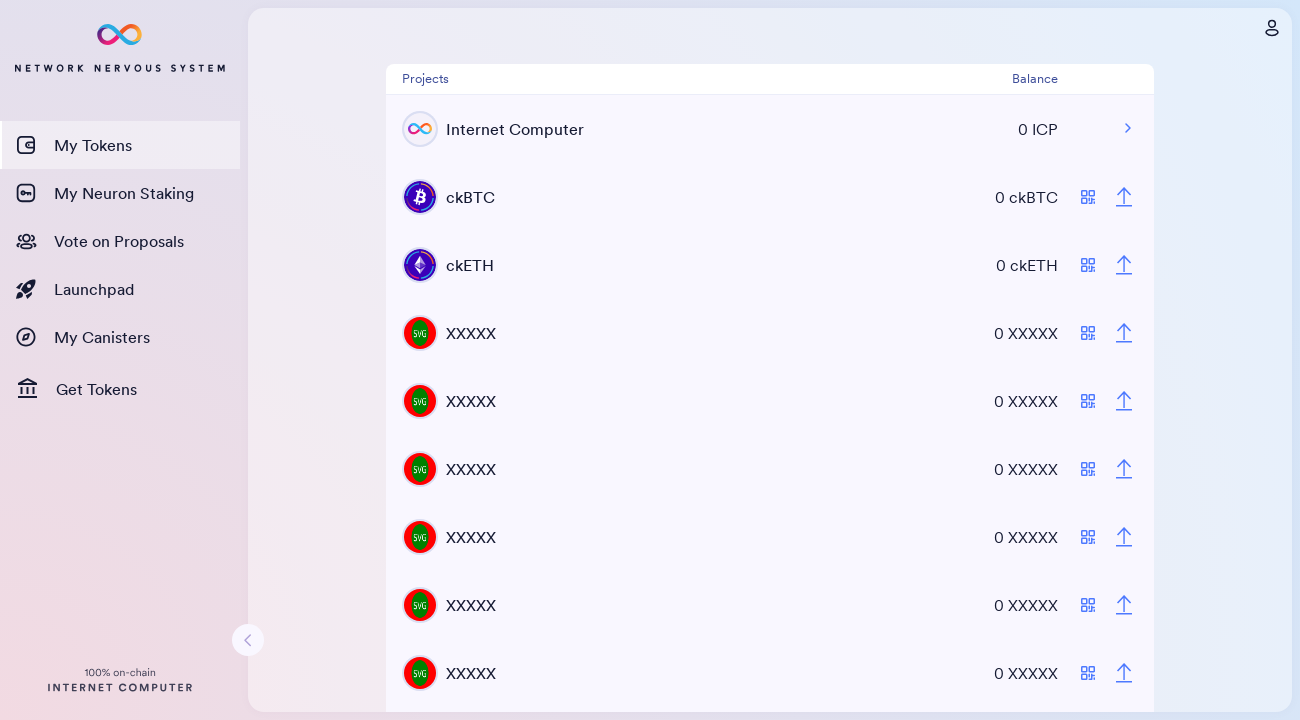 NETWORK NERVOUS SYSTEM
My Tokens
My Neuron Staking
Vote on Proposals
Launchpad
My Canisters
Get Tokens
100% on-chain
INTERNET COMPUTER
Projects Balance
Internet Computer 0 ICP
ckBTC 0 ckBTC
ckETH 0 ckETH
SVG XXXXX 0 XXXXX
SVG XXXXX 0 XXXXX
SVG XXXXX 0 XXXXX
SVG XXXXX 0 XXXXX
SVG XXXXX 0 XXXXX
SVG XXXXX 0 XXXXX